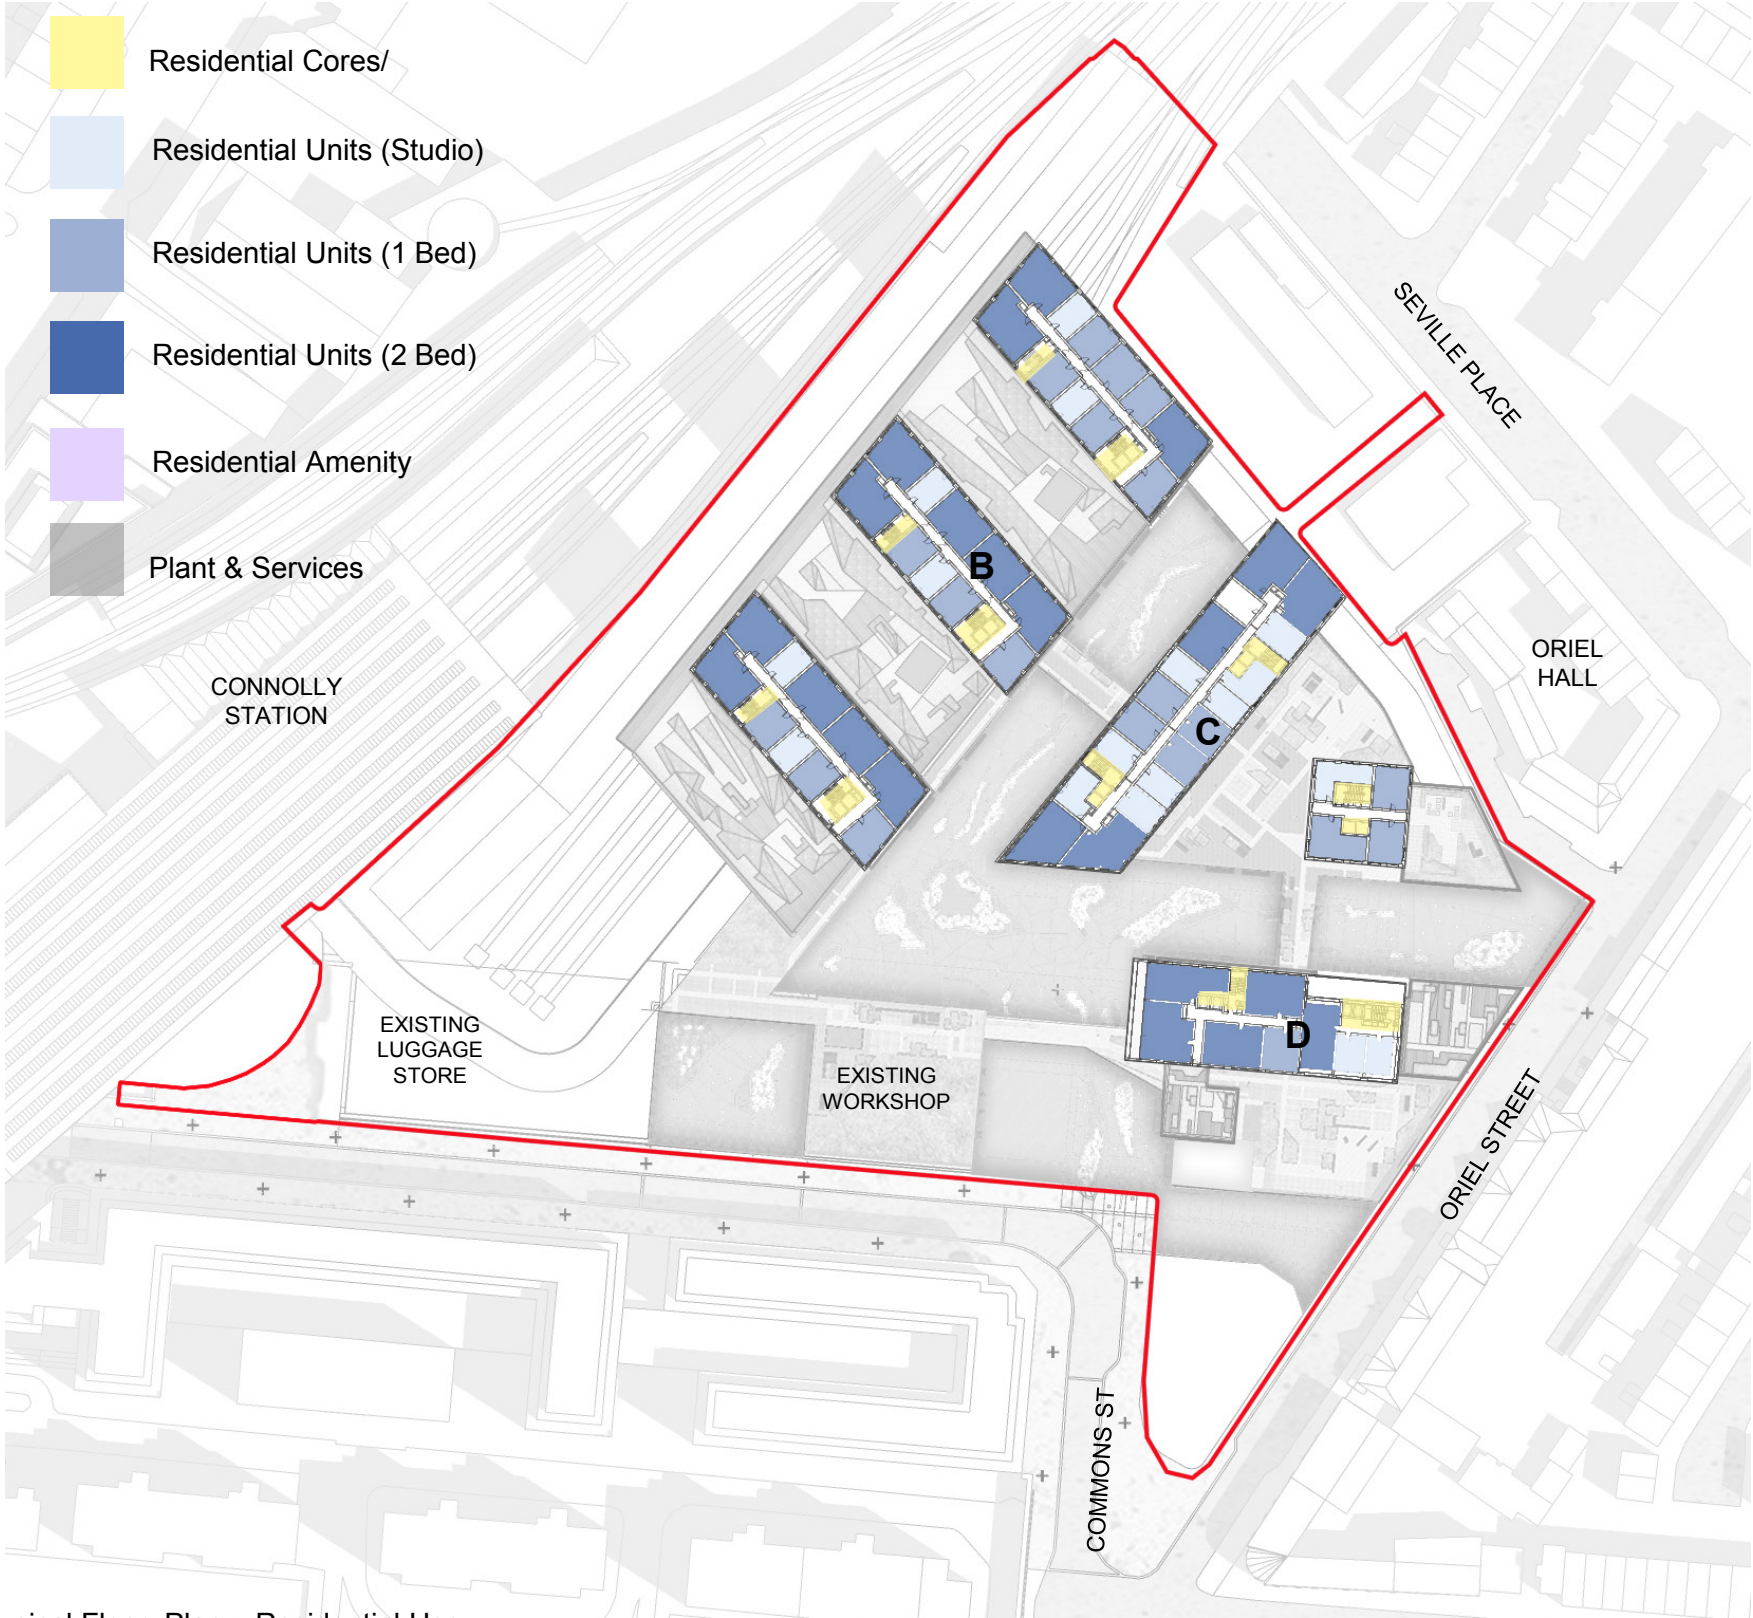 Residential Cores/
Residential Units (Studio)
Residential Units (1 Bed)
Residential Units (2 Bed)
Residential Amenity
Plant & Services
SEVILLE PLACE
B
ORIEL
HALL
CONNOLLY
STATION
C
EXISTING
LUGGAGE
STORE
D
EXISTING
WORKSHOP
ORIEL STREET
COMMONS ST